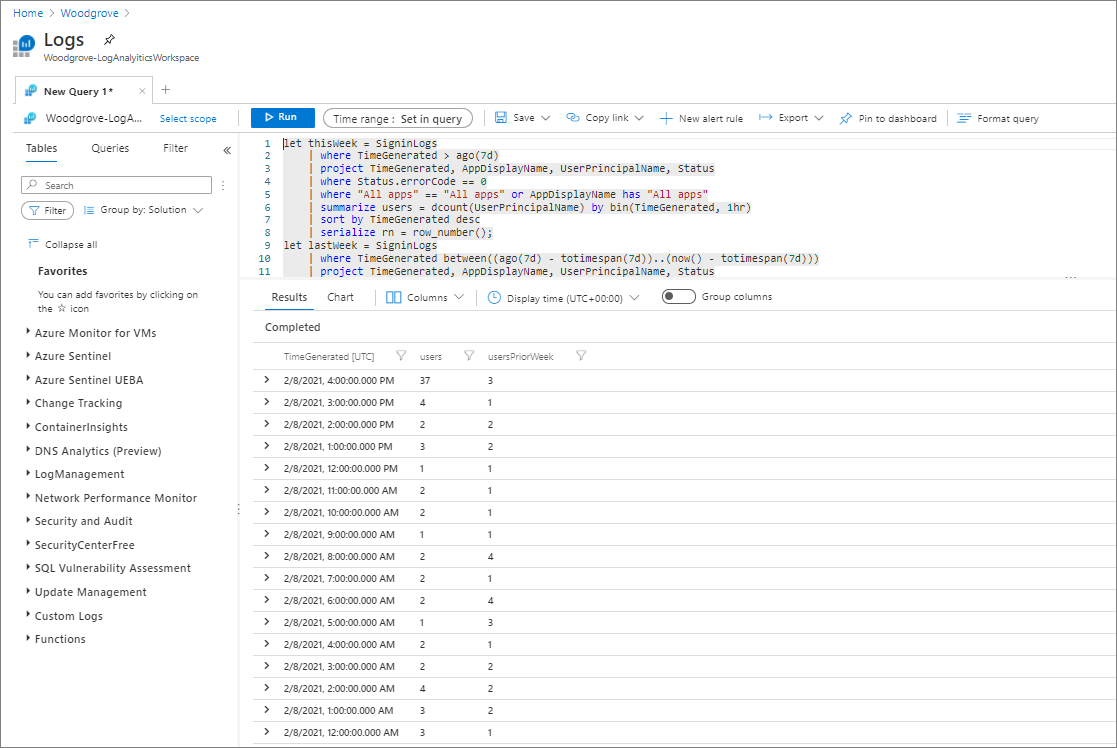 Home > Woodgrove >
Logs
Woodgrove-LogAnalyiticsWorkspace
New Query 1* × +
Woodgrove-LogA... Select scope
Run Time range : Set in query Save Copy link New alert rule Export Pin to dashboard Format query
Tables Queries Filter «
Search
Filter Group by: Solution
Collapse all
Favorites
You can add favorites by clicking on
the ☆ icon
Azure Monitor for VMs
Azure Sentinel
Azure Sentinel UEBA
Change Tracking
ContainerInsights
DNS Analytics (Preview)
LogManagement
Network Performance Monitor
Security and Audit
SecurityCenterFree
SQL Vulnerability Assessment
Update Management
Custom Logs
Functions
1 let thisWeek = SigninLogs
2 | where TimeGenerated > ago(7d)
3 | project TimeGenerated, AppDisplayName, UserPrincipalName, Status
4 | where Status.errorCode == 0
5 | where "All apps" == "All apps" or AppDisplayName has "All apps"
6 | summarize users = dcount(UserPrincipalName) by bin(TimeGenerated, 1hr)
7 | sort by TimeGenerated desc
8 | serialize rn = row_number();
9 let lastWeek = SigninLogs
10 | where TimeGenerated between((ago(7d) - totimespan(7d))..(now() - totimespan(7d)))
11 | project TimeGenerated, AppDisplayName, UserPrincipalName, Status
...
Results Chart Columns Display time (UTC+00:00) Group columns
Completed
TimeGenerated [UTC] users usersPriorWeek
2/8/2021, 4:00:00.000 PM 37 3
2/8/2021, 3:00:00.000 PM 4 1
2/8/2021, 2:00:00.000 PM 2 2
2/8/2021, 1:00:00.000 PM 3 2
2/8/2021, 12:00:00.000 PM 1 1
2/8/2021, 11:00:00.000 AM 2 1
2/8/2021, 10:00:00.000 AM 2 1
2/8/2021, 9:00:00.000 AM 1 1
2/8/2021, 8:00:00.000 AM 2 4
2/8/2021, 7:00:00.000 AM 2 1
2/8/2021, 6:00:00.000 AM 2 4
2/8/2021, 5:00:00.000 AM 1 3
2/8/2021, 4:00:00.000 AM 2 1
2/8/2021, 3:00:00.000 AM 2 2
2/8/2021, 2:00:00.000 AM 4 2
2/8/2021, 1:00:00.000 AM 3 2
2/8/2021, 12:00:00.000 AM 3 1